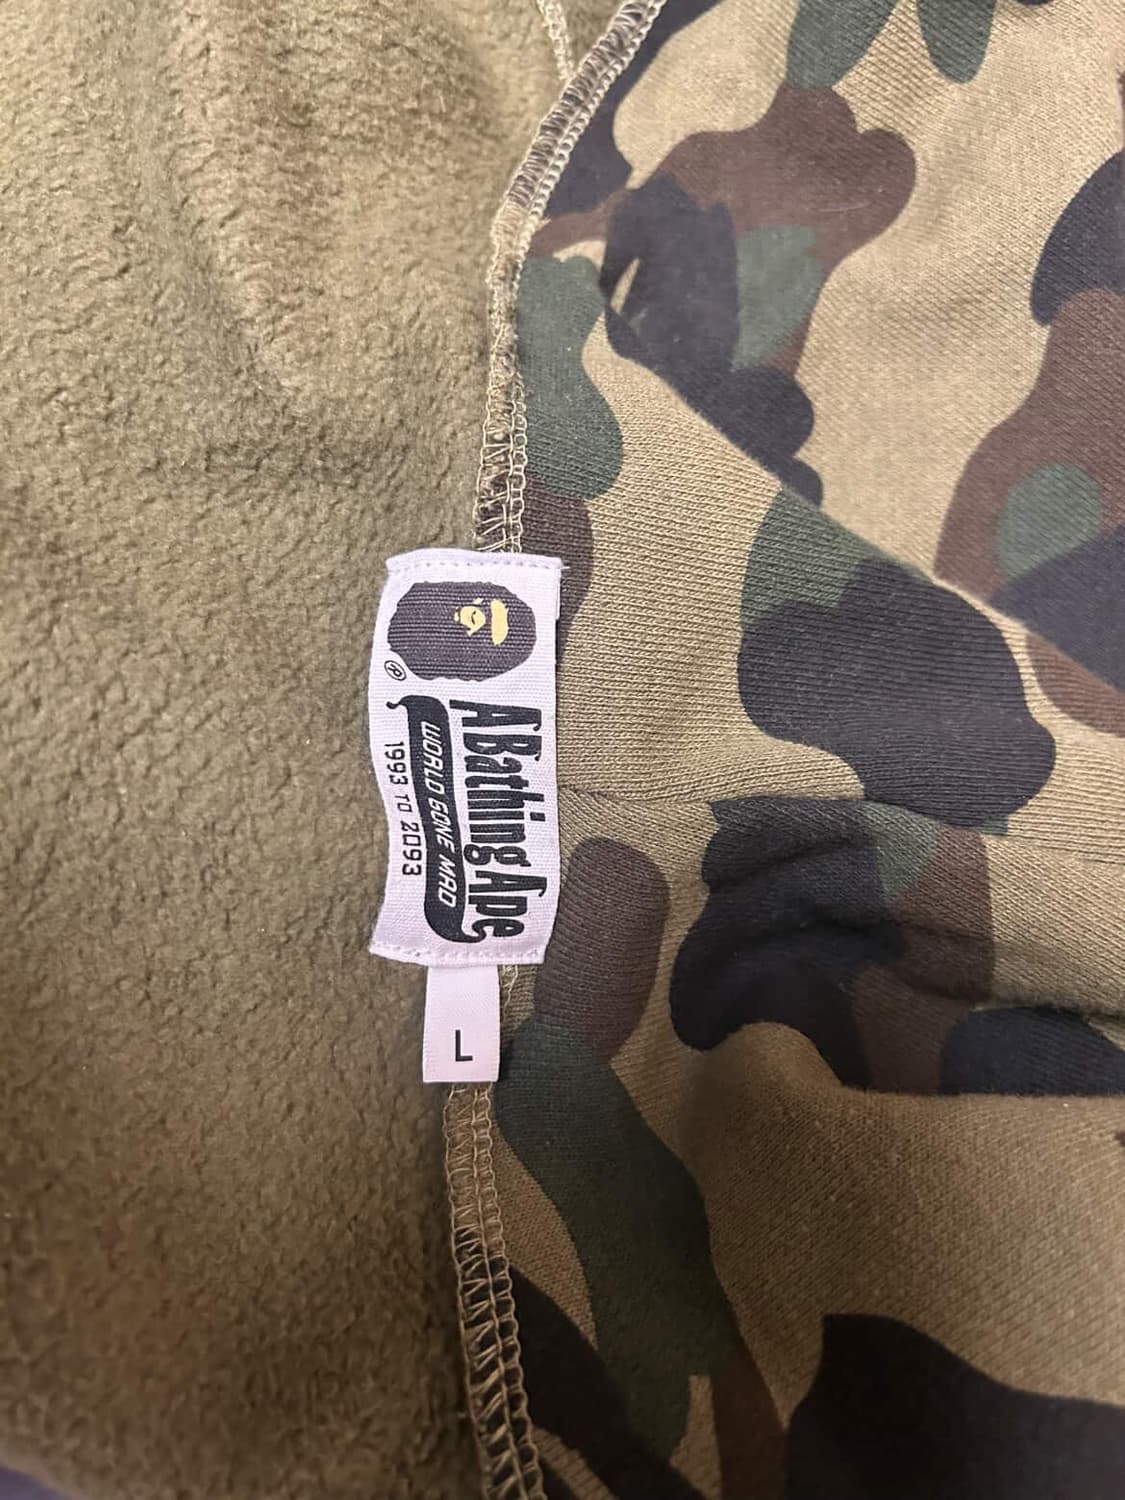 ®
A Bathing Ape
WORLD GONE MAD
1993 TO 2093
L